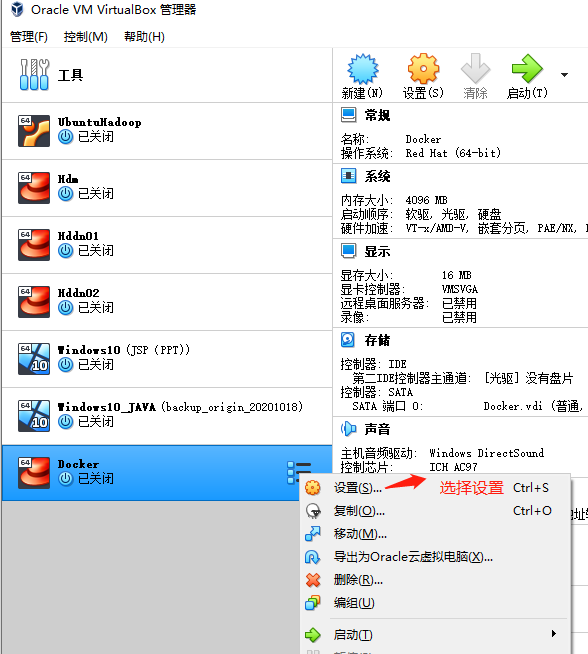 Oracle VM VirtualBox 管理器
管理(F) 控制(M) 帮助(H)
工具
新建(N) 设置(S) 清除 启动(T)
64 UbuntuHadoop
已关闭
64 Hdm
已关闭
64 Hddn01
已关闭
64 Hddn02
已关闭
64 10 Windows10 (JSP (PPT))
已关闭
64 10 Windows10_JAVA (backup_origin_20201018)
已关闭
64 Docker
已关闭
常规
名称: Docker
操作系统: Red Hat (64-bit)
系统
内存大小: 4096 MB
启动顺序: 软驱, 光驱, 硬盘
硬件加速: VT-x/AMD-V, 嵌套分页, PAE/NX,
显示
显存大小: 16 MB
显卡控制器: VMSVGA
远程桌面服务器: 已禁用
录像: 已禁用
存储
控制器: IDE
第二IDE控制器主通道: [光驱] 没有盘片
控制器: SATA
SATA 端口 0: Docker.vdi (普通,
声音
主机音频驱动: Windows DirectSound
控制芯片: ICH AC97
设置(S)... 选择设置 Ctrl+S
复制(O)... Ctrl+O
移动(M)...
导出为Oracle云虚拟电脑(X)...
删除(R)...
编组(U)
启动(T)